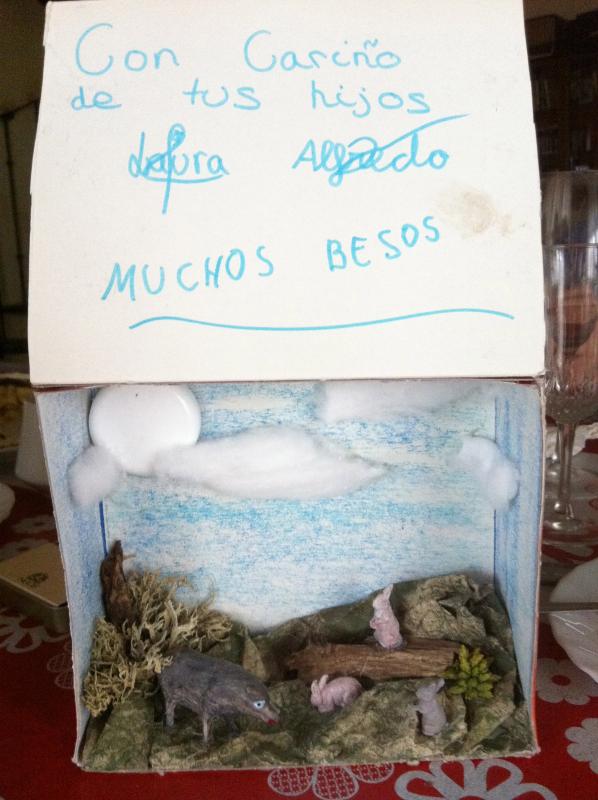 Con Cariño
de tus hijos
Laura Alfredo
MUCHOS BESOS